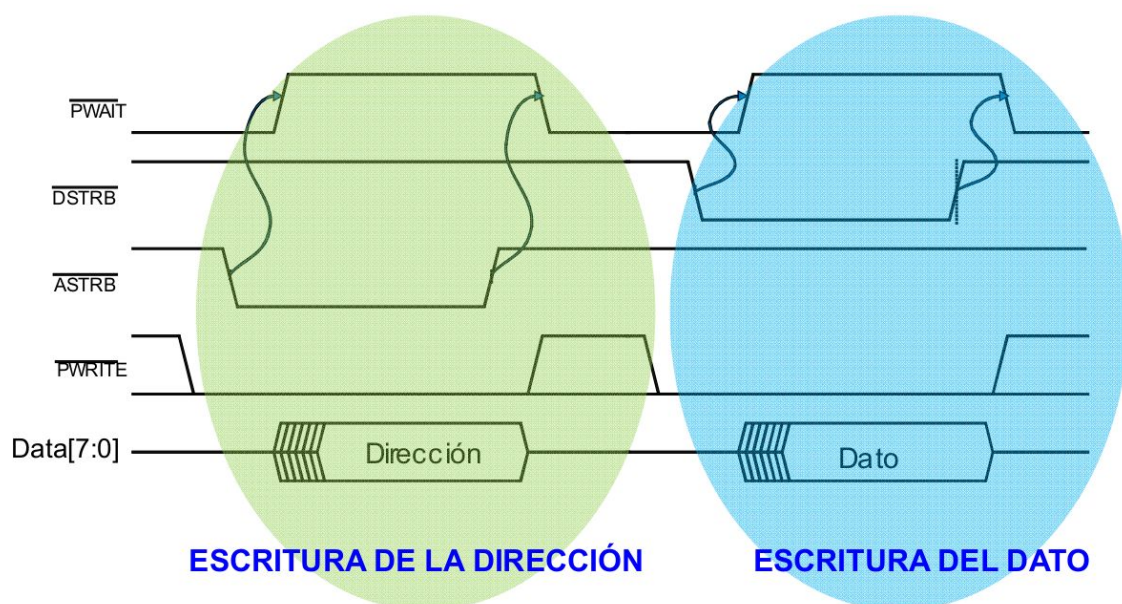 PWAIT
DSTRB
ASTRB
PWRITE
Data[7:0]
Dirección
Dato
ESCRITURA DE LA DIRECCIÓN
ESCRITURA DEL DATO